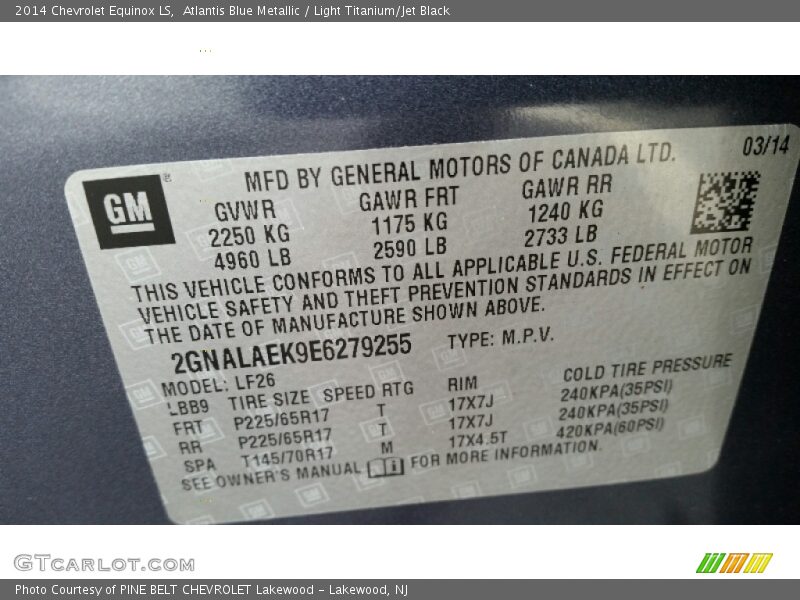 2014 Chevrolet Equinox LS,  Atlantis Blue Metallic / Light Titanium/Jet Black
03/14
GM ®
MFD BY GENERAL MOTORS OF CANADA LTD.
GVWR GAWR FRT GAWR RR
2250 KG 1175 KG 1240 KG
4960 LB 2590 LB 2733 LB
THIS VEHICLE CONFORMS TO ALL APPLICABLE U.S. FEDERAL MOTOR
VEHICLE SAFETY AND THEFT PREVENTION STANDARDS IN EFFECT ON
THE DATE OF MANUFACTURE SHOWN ABOVE.
2GNALAEK9E6279255 TYPE: M.P.V.
MODEL: LF26
LBB9 TIRE SIZE SPEED RTG RIM COLD TIRE PRESSURE
FRT P225/65R17 T 17X7J 240KPA(35PSI)
RR P225/65R17 T 17X7J 240KPA(35PSI)
SPA T145/70R17 M 17X4.5T 420KPA(60PSI)
SEE OWNER'S MANUAL FOR MORE INFORMATION.
GTCARLOT.COM
Photo Courtesy of PINE BELT CHEVROLET Lakewood - Lakewood, NJ